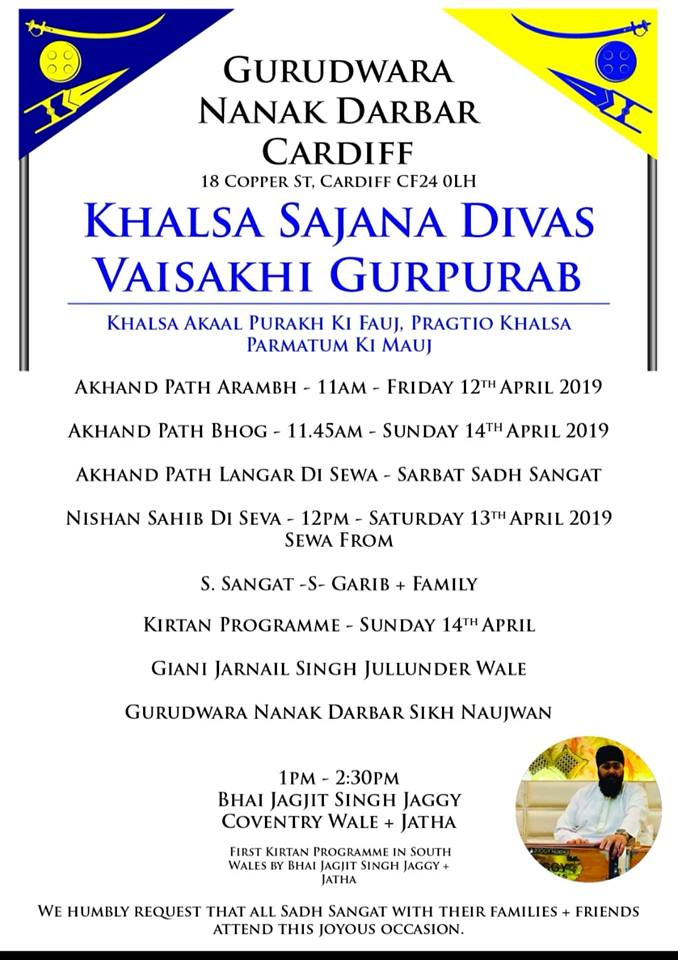 Gurudwara
Nanak Darbar
Cardiff
18 Copper St, Cardiff CF24 0LH
Khalsa Sajana Divas
Vaisakhi Gurpurab
Khalsa Akaal Purakh Ki Fauj, Pragtio Khalsa
Parmatum Ki Mauj
Akhand Path Arambh - 11am - Friday 12th April 2019
Akhand Path Bhog - 11.45am - Sunday 14th April 2019
Akhand Path Langar Di Sewa - Sarbat Sadh Sangat
Nishan Sahib Di Seva - 12pm - Saturday 13th April 2019
Sewa From
S. Sangat -S- Garib + Family
Kirtan Programme - Sunday 14th April
Giani Jarnail Singh Jullunder Wale
Gurudwara Nanak Darbar Sikh Naujwan
1pm - 2:30pm
Bhai Jagjit Singh Jaggy
Coventry Wale + Jatha
First Kirtan Programme in South
Wales by Bhai Jagjit Singh Jaggy +
Jatha
We humbly request that all Sadh Sangat with their families + friends
attend this joyous occasion.